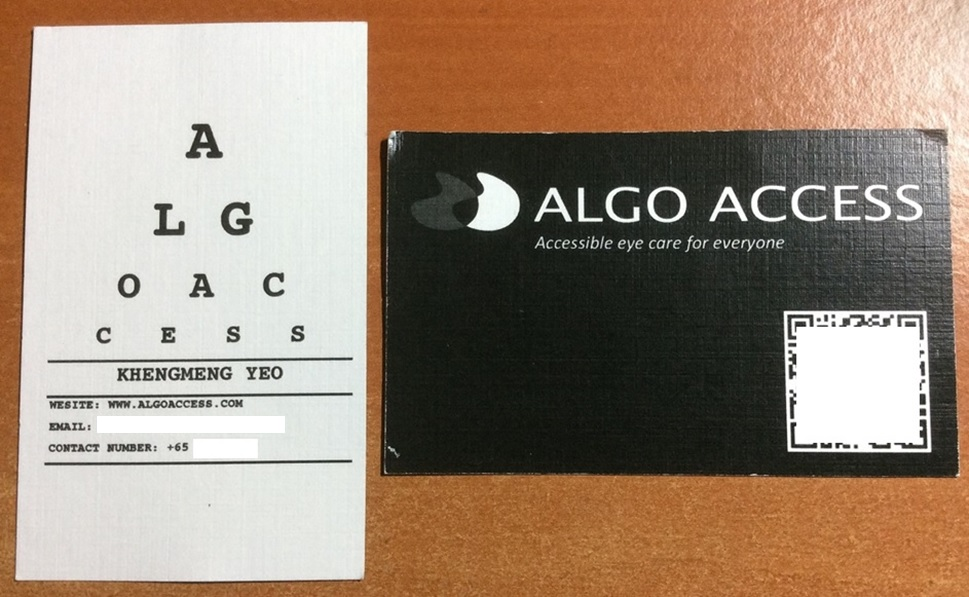 A
L G
O A C
C E S S
KHENGMENG YEO
WESITE: WWW.ALGOACCESS.COM
EMAIL:
CONTACT NUMBER: +65
ALGO ACCESS
Accessible eye care for everyone